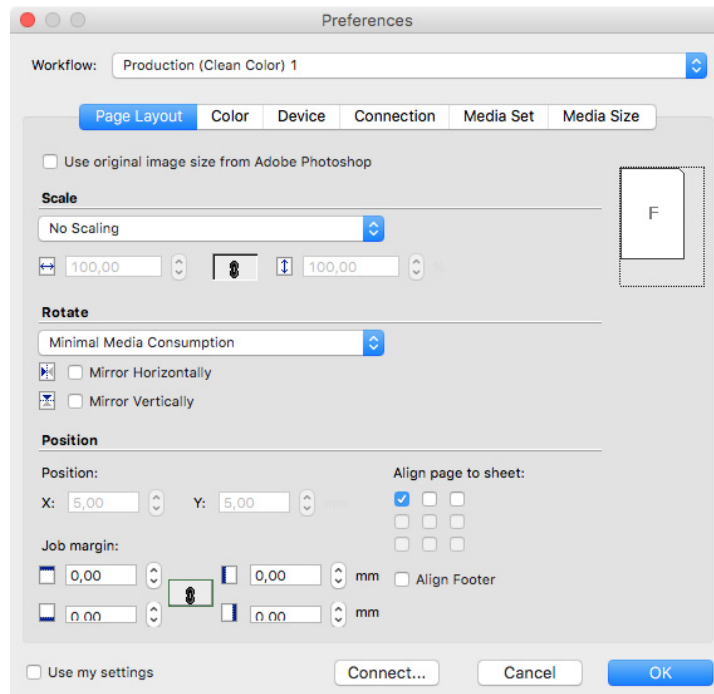 Preferences
Workflow: Production (Clean Color) 1
Page Layout Color Device Connection Media Set Media Size
Use original image size from Adobe Photoshop
Scale
F
No Scaling
100,00 100,00 %
Rotate
Minimal Media Consumption
Mirror Horizontally
Mirror Vertically
Position
Position: Align page to sheet:
X: 5,00 Y: 5,00 mm
Job margin:
0,00 0,00 mm Align Footer
0,00 0,00 mm
Use my settings Connect... Cancel OK